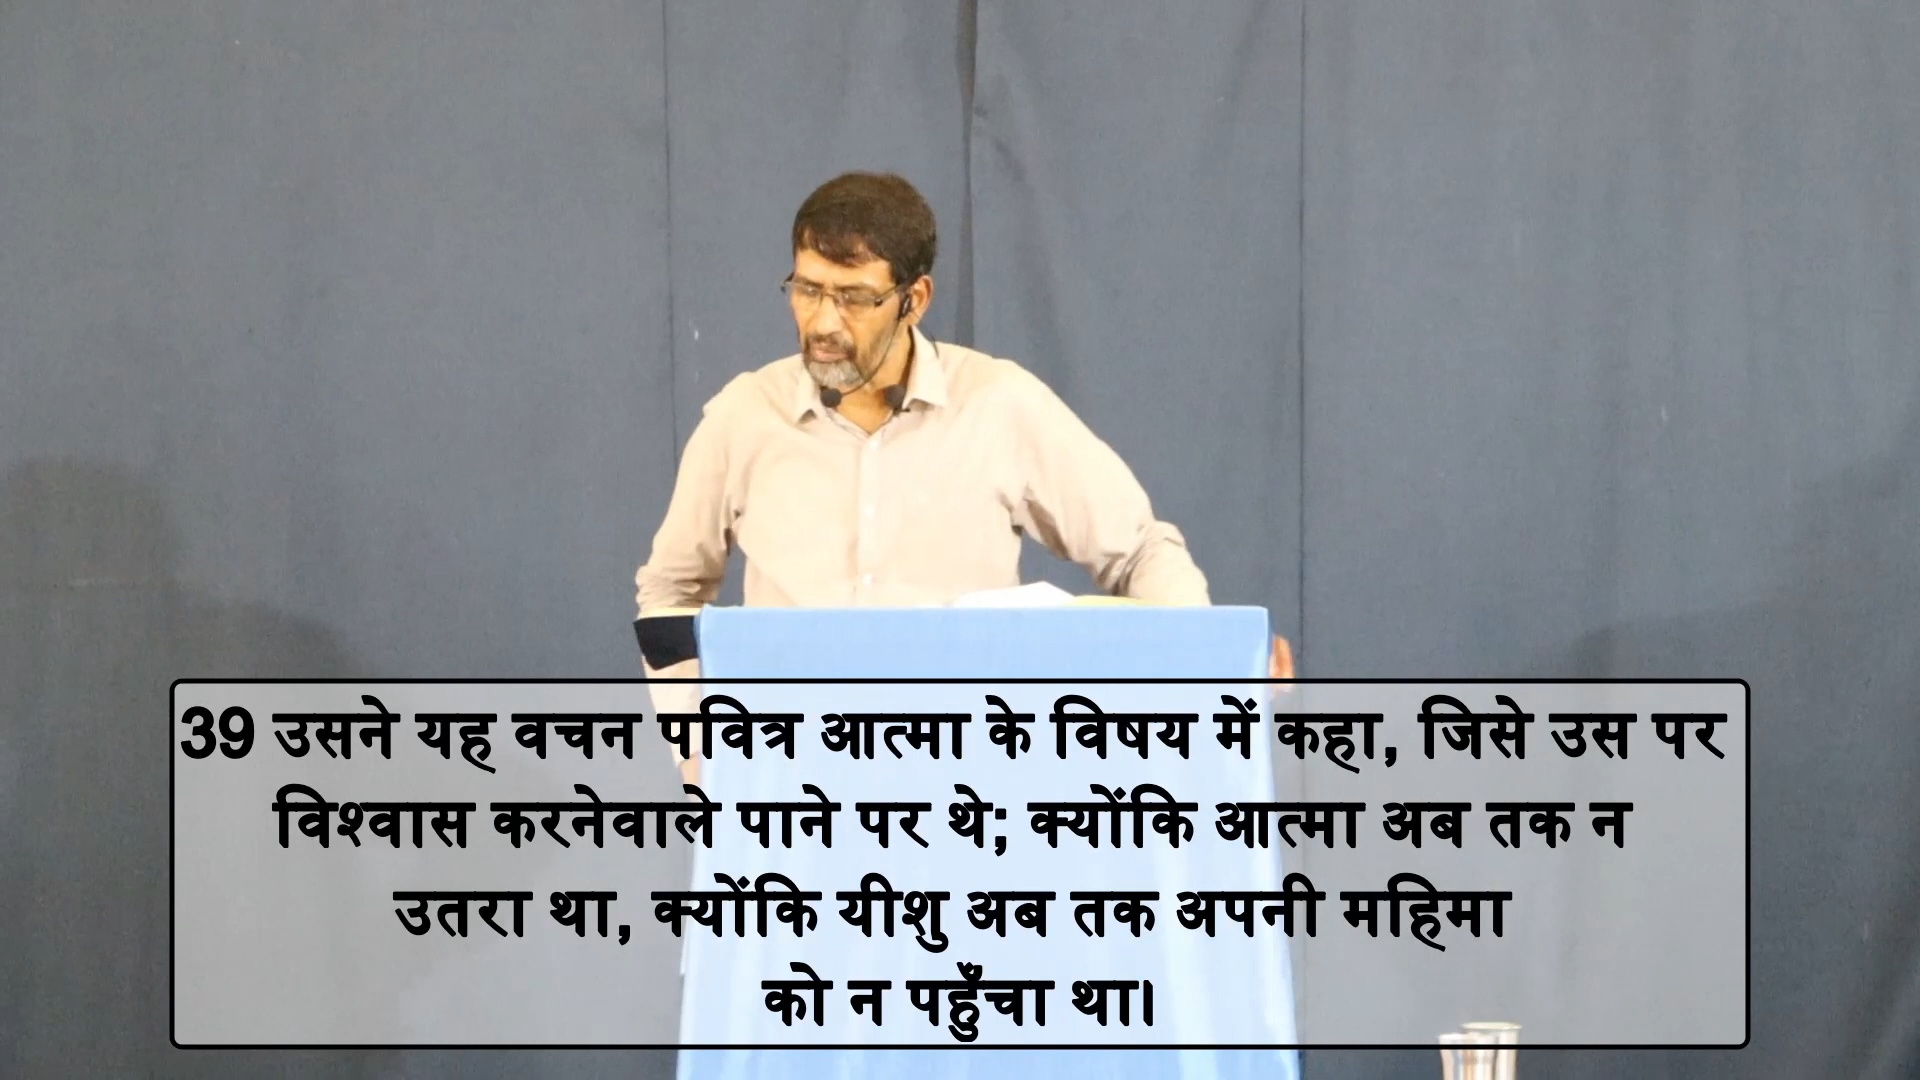 39 उसने यह वचन पवित्र आत्मा के विषय में कहा, जिसे उस पर
विश्वास करनेवाले पाने पर थे; क्योंकि आत्मा अब तक न
उतरा था, क्योंकि यीशु अब तक अपनी महिमा
को न पहुँचा था।